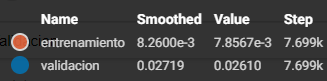 Name Smoothed Value Step
entrenamiento 8.2600e-3 7.8567e-3 7.699k
validacion 0.02719 0.02610 7.699k